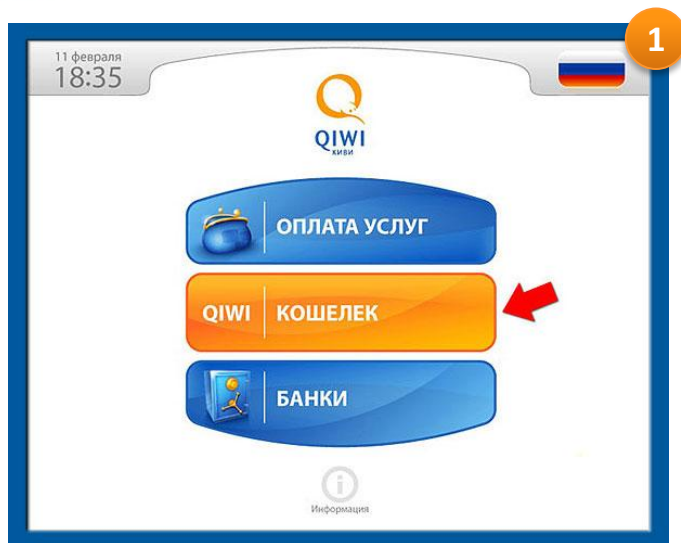 1
11 февраля
18:35
QIWI
КИВИ
ОПЛАТА УСЛУГ
QIWI КОШЕЛЕК
БАНКИ
Информация